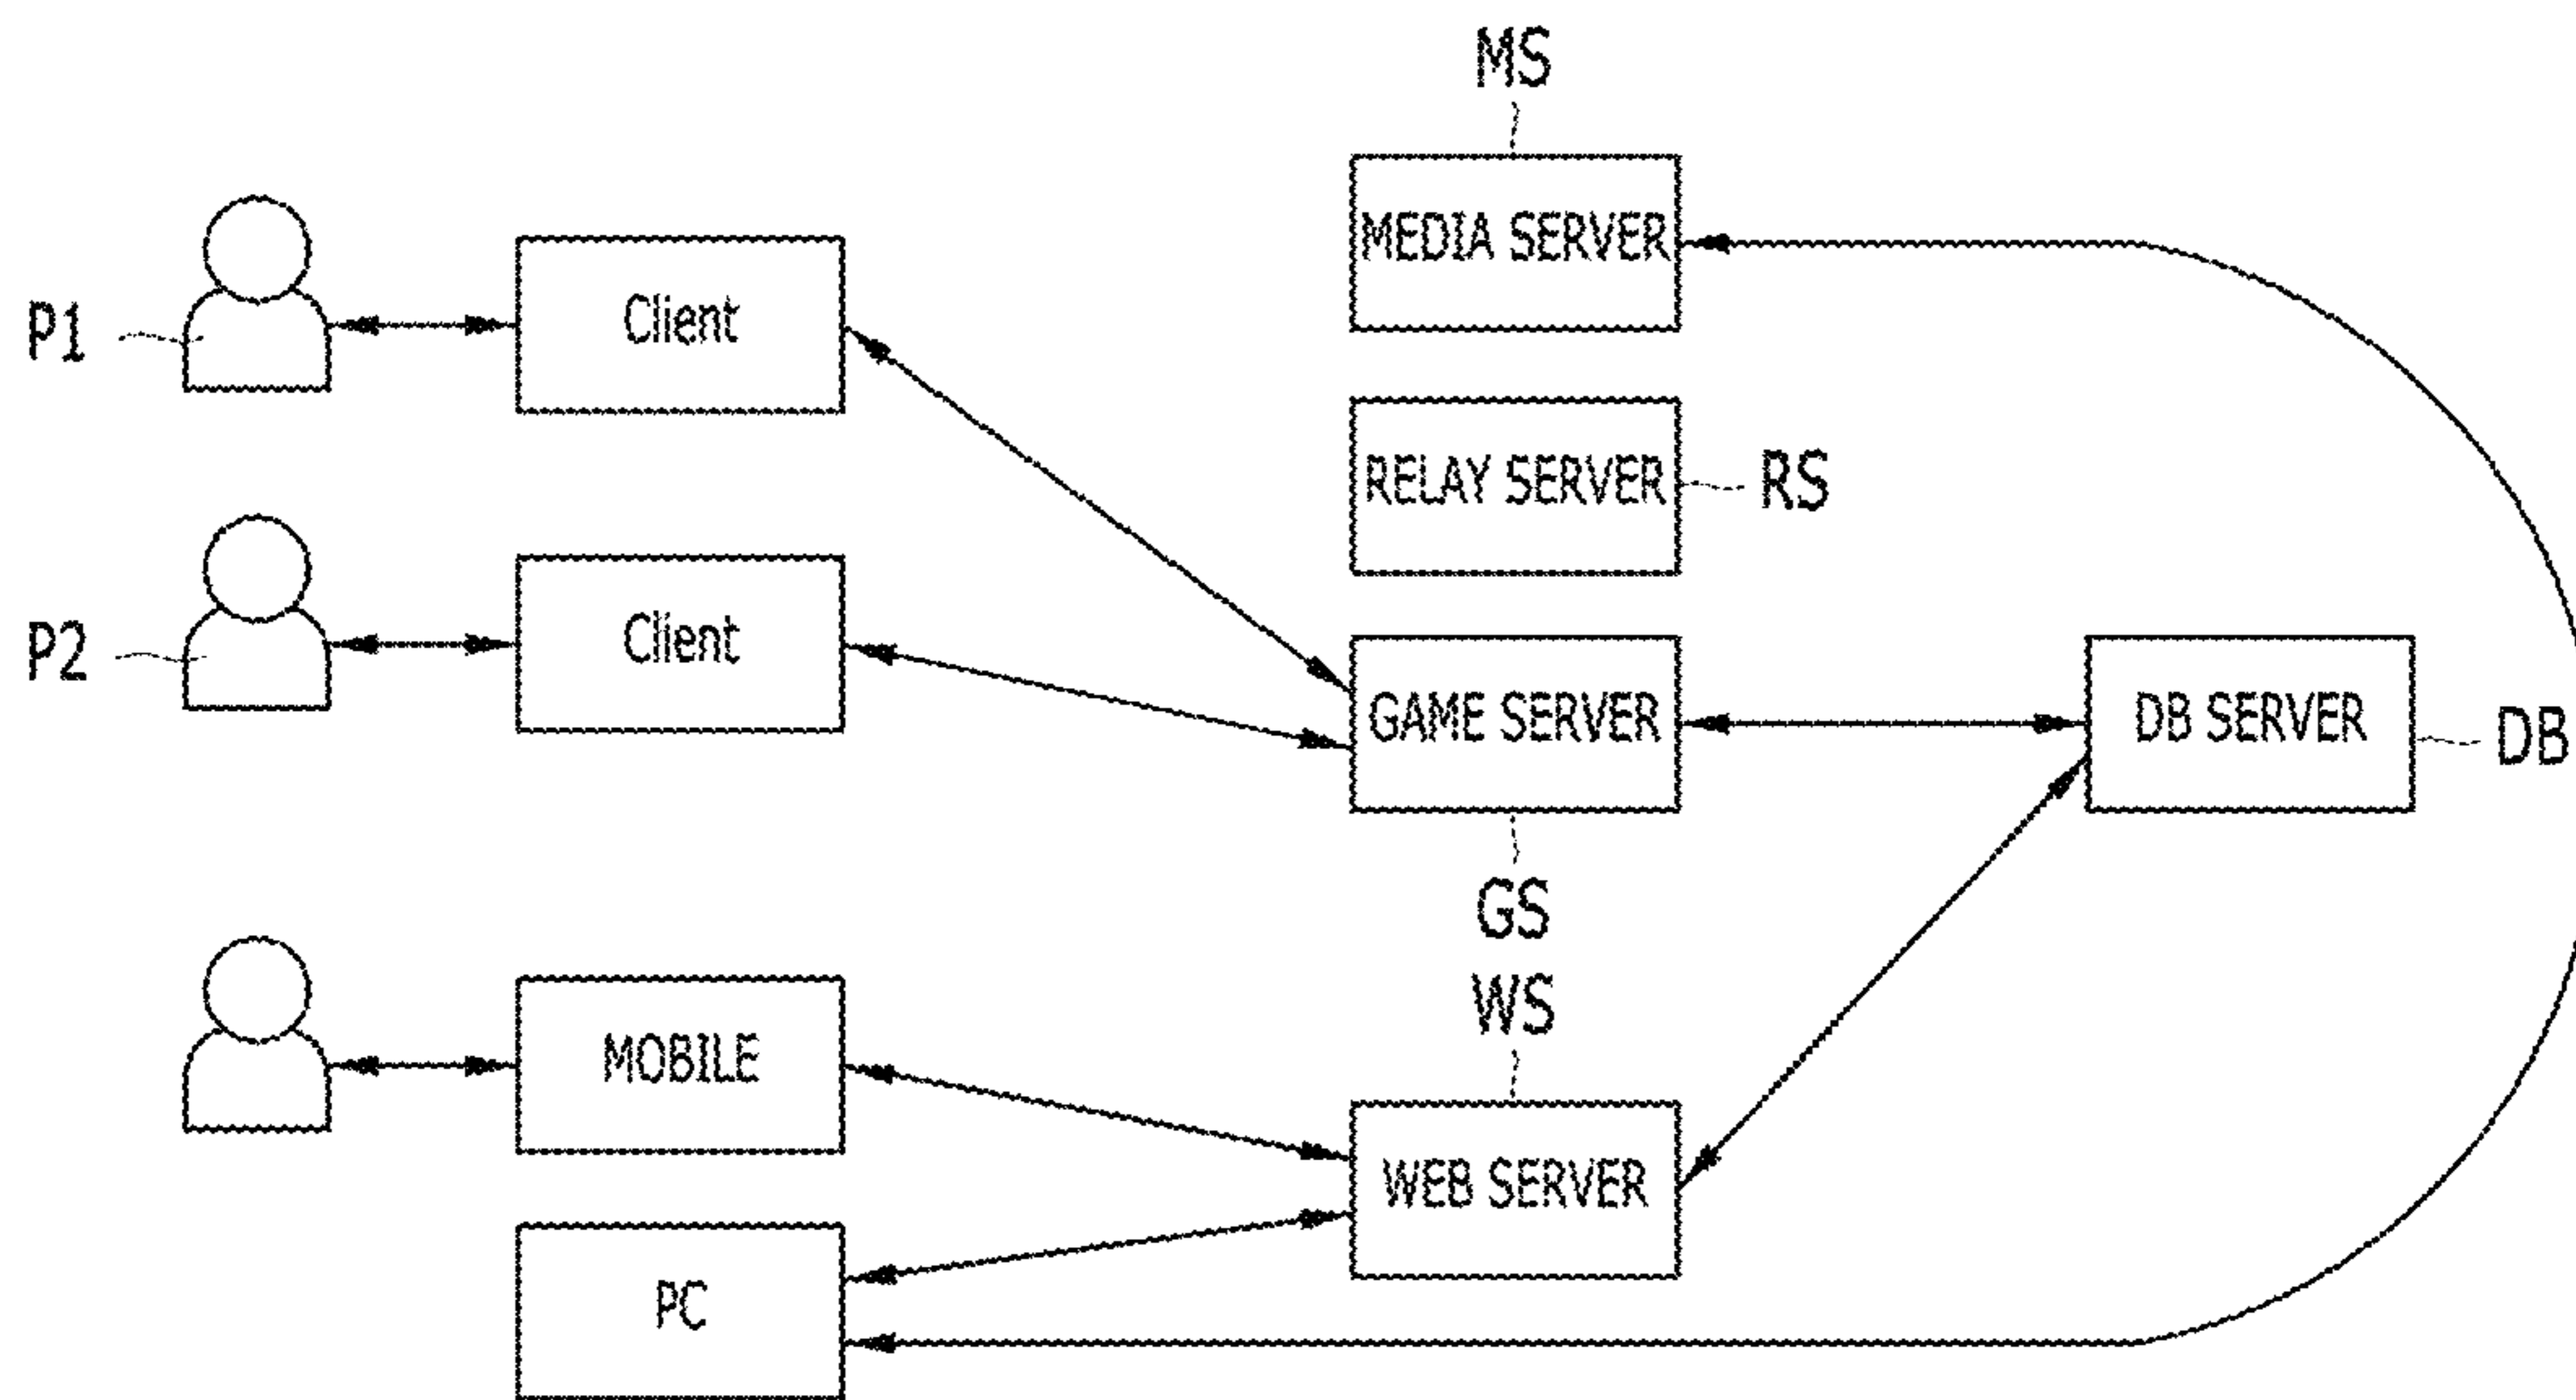 MS
MEDIA SERVER
P1
Client
RELAY SERVER
RS
P2
Client
GAME SERVER
DB SERVER
DB
GS
WS
MOBILE
WEB SERVER
PC